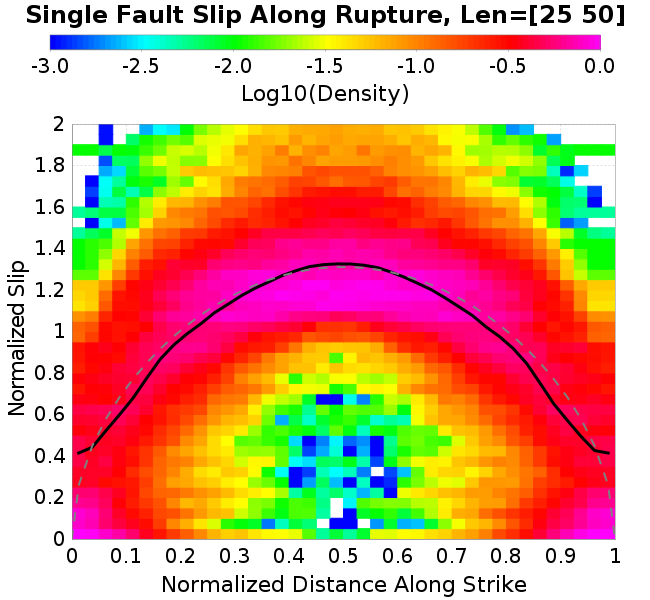 Single Fault Slip Along Rupture, Len=[25 50]
-3.0 -2.5 -2.0 -1.5 -1.0 -0.5 0.0
Log10(Density)
Normalized Slip
2
1.8
1.6
1.4
1.2
1
0.8
0.6
0.4
0.2
0
0 0.1 0.2 0.3 0.4 0.5 0.6 0.7 0.8 0.9 1
Normalized Distance Along Strike